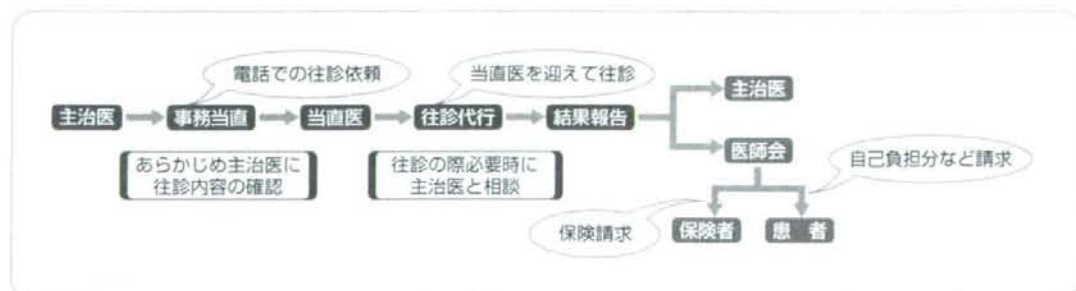 電話での往診依頼
当直医を迎えて往診
主治医
事務当直
当直医
往診代行
結果報告
主治医
医師会
あらかじめ主治医に
往診内容の確認
往診の際必要時に
主治医と相談
自己負担分など請求
保険請求
保険者
患 者